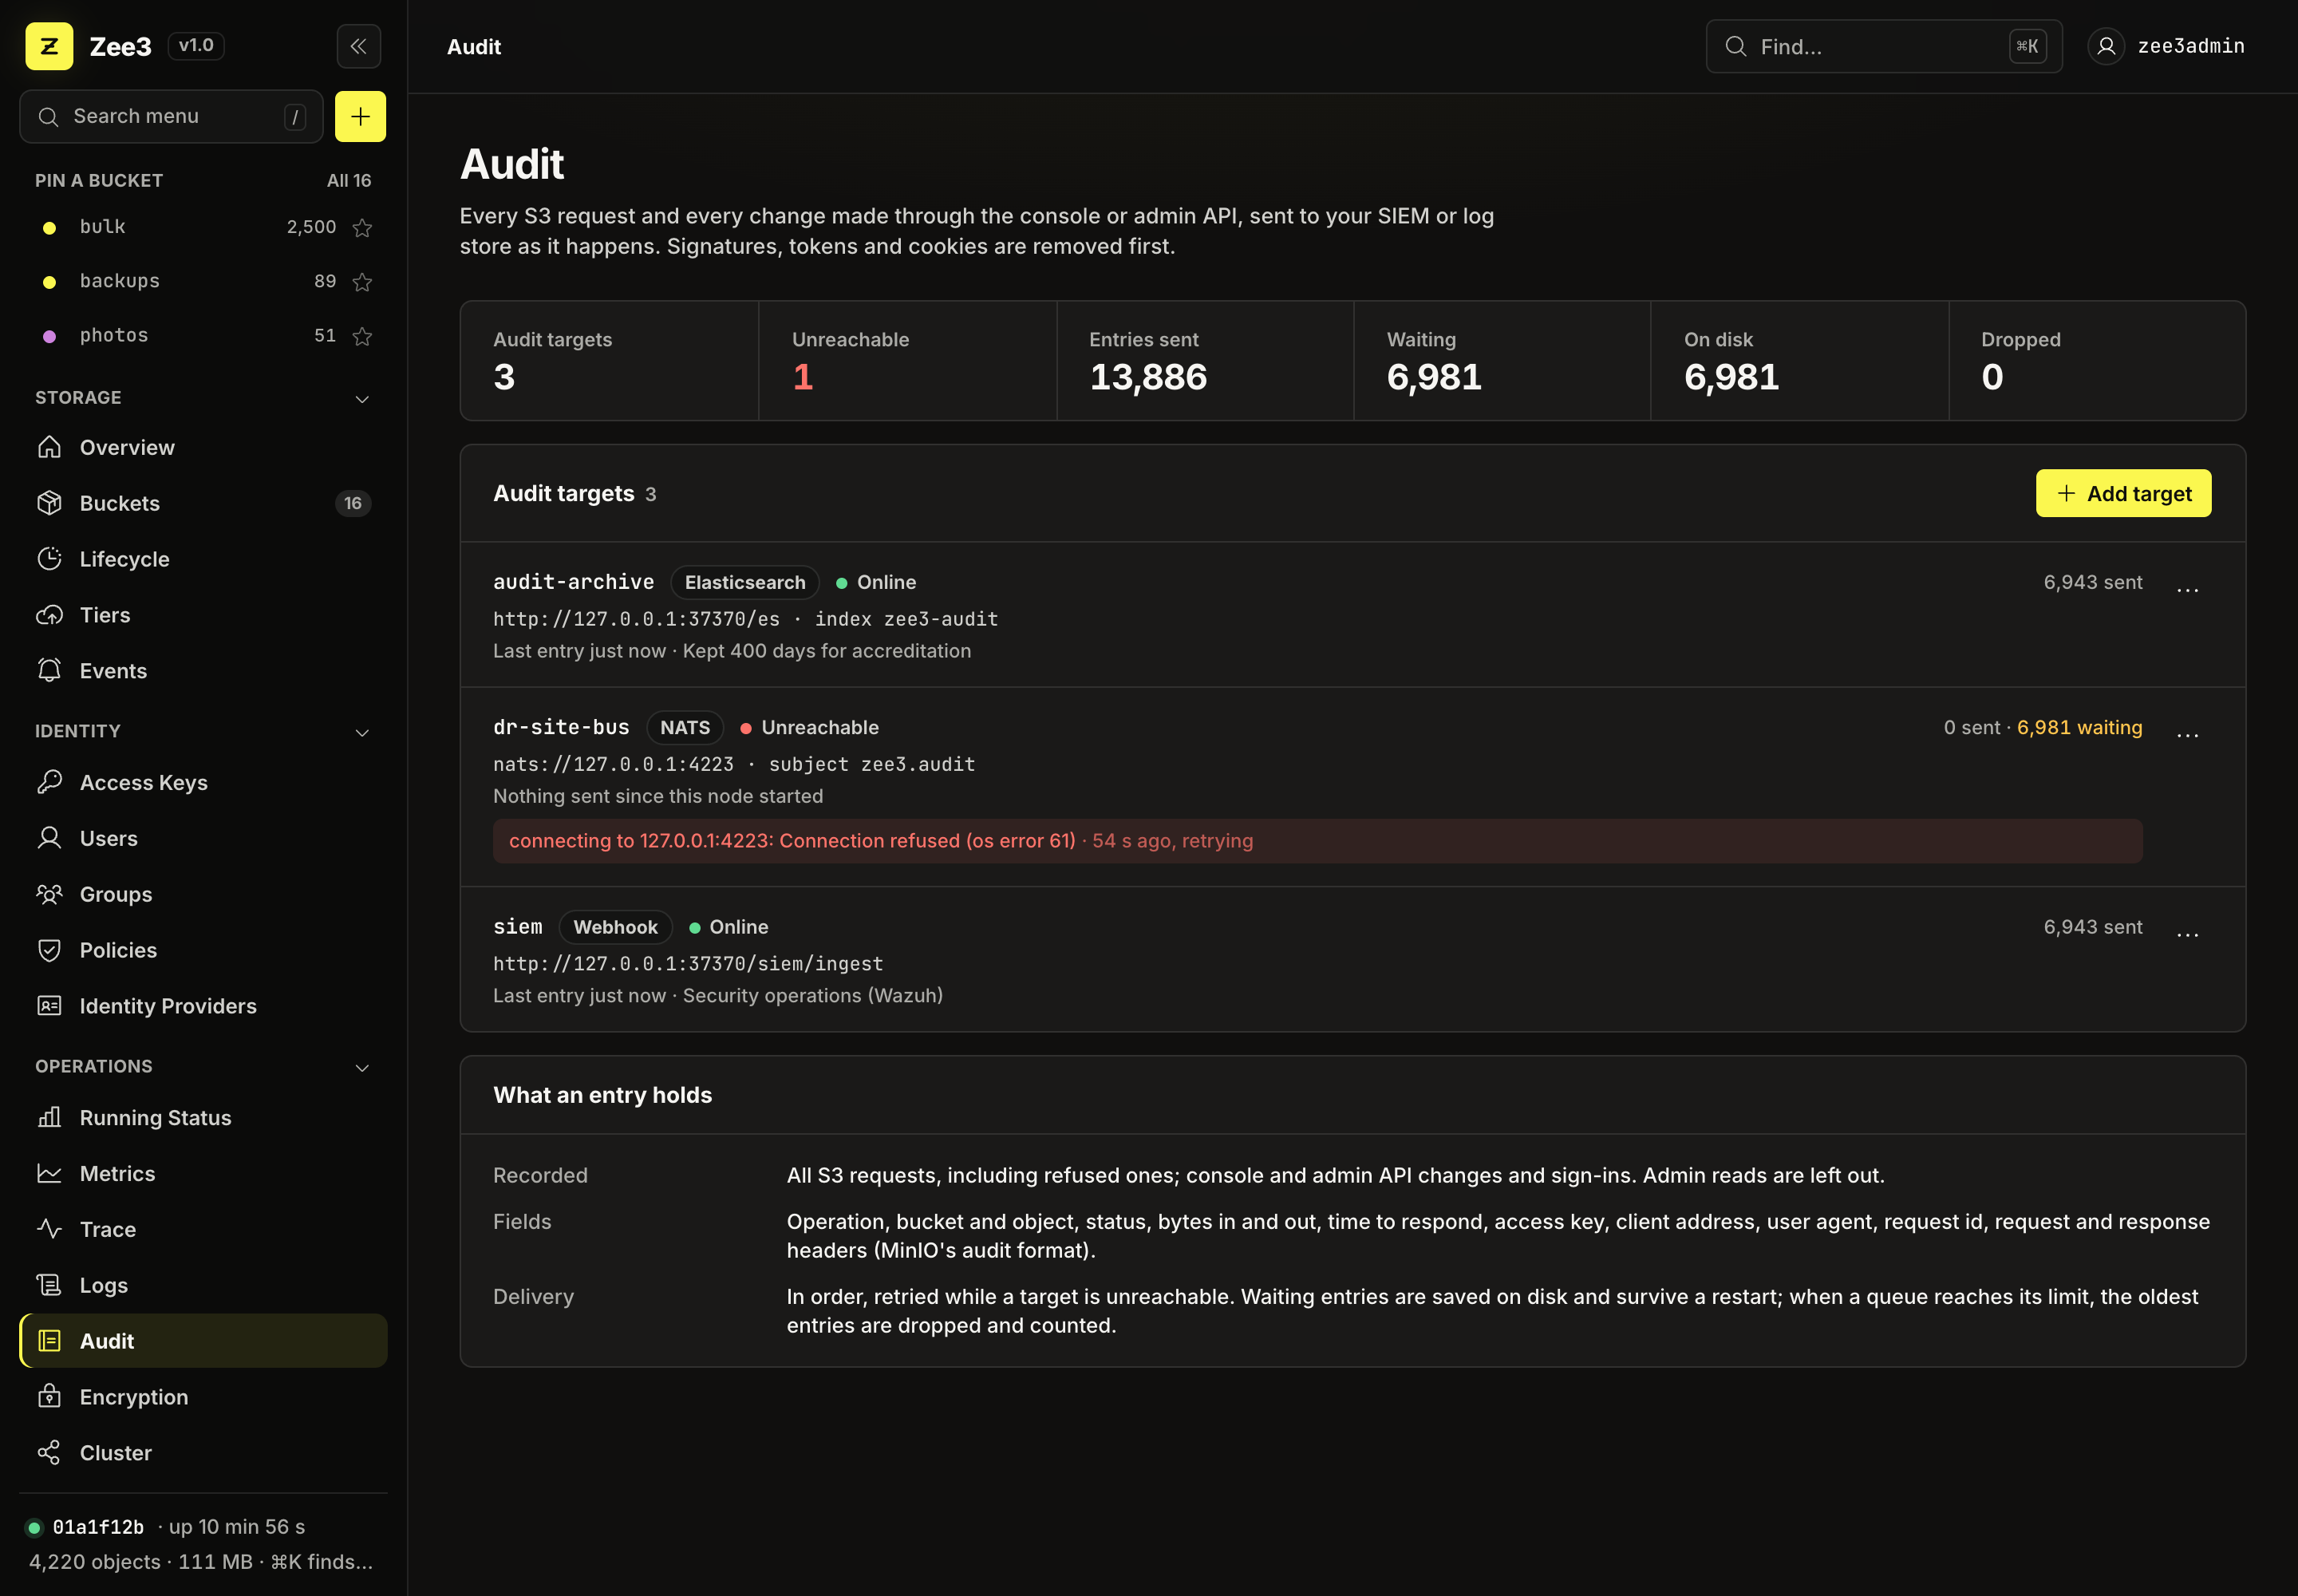 Z Zee3 v1.0
Search menu /
PIN A BUCKET All 16
bulk 2,500
backups 89
photos 51
STORAGE
Overview
Buckets 16
Lifecycle
Tiers
Events
IDENTITY
Access Keys
Users
Groups
Policies
Identity Providers
OPERATIONS
Running Status
Metrics
Trace
Logs
Audit
Encryption
Cluster
01a1f12b · up 10 min 56 s
4,220 objects · 111 MB · ⌘K finds…
Audit
Find… ⌘K zee3admin
Audit
Every S3 request and every change made through the console or admin API, sent to your SIEM or log
store as it happens. Signatures, tokens and cookies are removed first.
Audit targets
3
Unreachable
1
Entries sent
13,886
Waiting
6,981
On disk
6,981
Dropped
0
Audit targets 3
+ Add target
audit-archive Elasticsearch Online 6,943 sent ...
http://127.0.0.1:37370/es · index zee3-audit
Last entry just now · Kept 400 days for accreditation
dr-site-bus NATS Unreachable 0 sent · 6,981 waiting ...
nats://127.0.0.1:4223 · subject zee3.audit
Nothing sent since this node started
connecting to 127.0.0.1:4223: Connection refused (os error 61) · 54 s ago, retrying
siem Webhook Online 6,943 sent ...
http://127.0.0.1:37370/siem/ingest
Last entry just now · Security operations (Wazuh)
What an entry holds
Recorded All S3 requests, including refused ones; console and admin API changes and sign-ins. Admin reads are left out.
Fields Operation, bucket and object, status, bytes in and out, time to respond, access key, client address, user agent, request id, request and response
headers (MinIO's audit format).
Delivery In order, retried while a target is unreachable. Waiting entries are saved on disk and survive a restart; when a queue reaches its limit, the oldest
entries are dropped and counted.